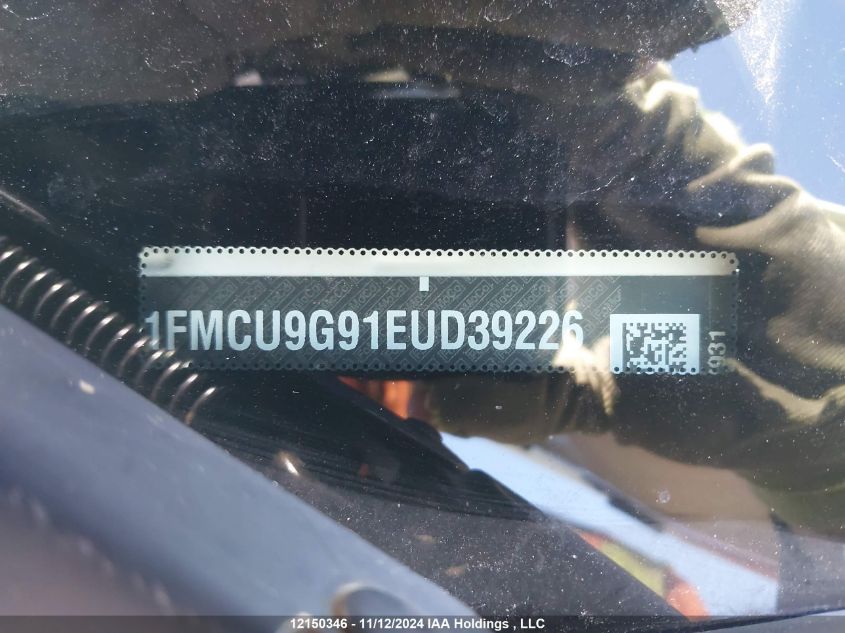 1FMCU9G91EUD39226
931
12150346 - 11/12/2024 IAA Holdings , LLC